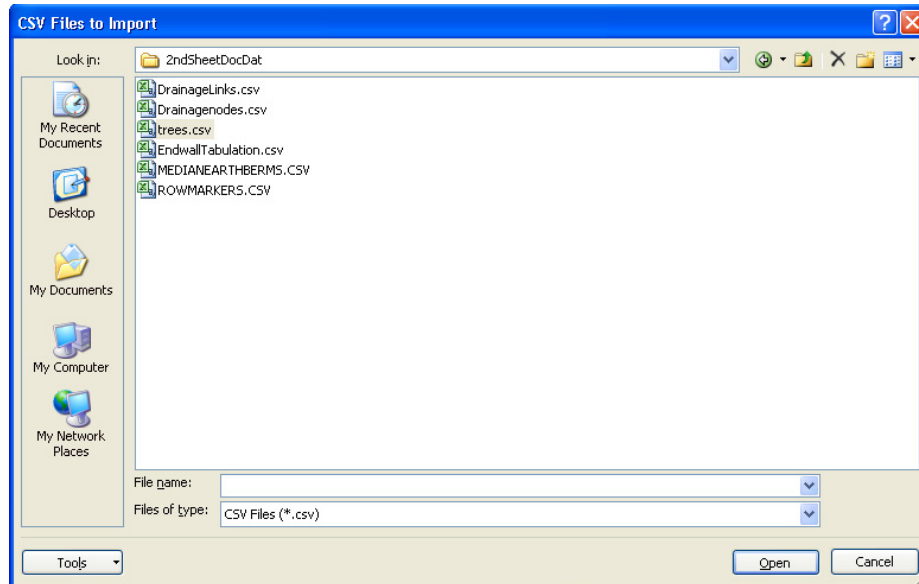 CSV Files to Import
Look in:
2ndSheetDocDat
My Recent
Documents
Desktop
My Documents
My Computer
My Network
Places
DrainageLinks.csv
Drainagenodes.csv
trees.csv
EndwallTabulation.csv
MEDIANEARTHBERMS.CSV
ROWMARKERS.CSV
File name:
Files of type:
CSV Files (*.csv)
Tools
Open
Cancel